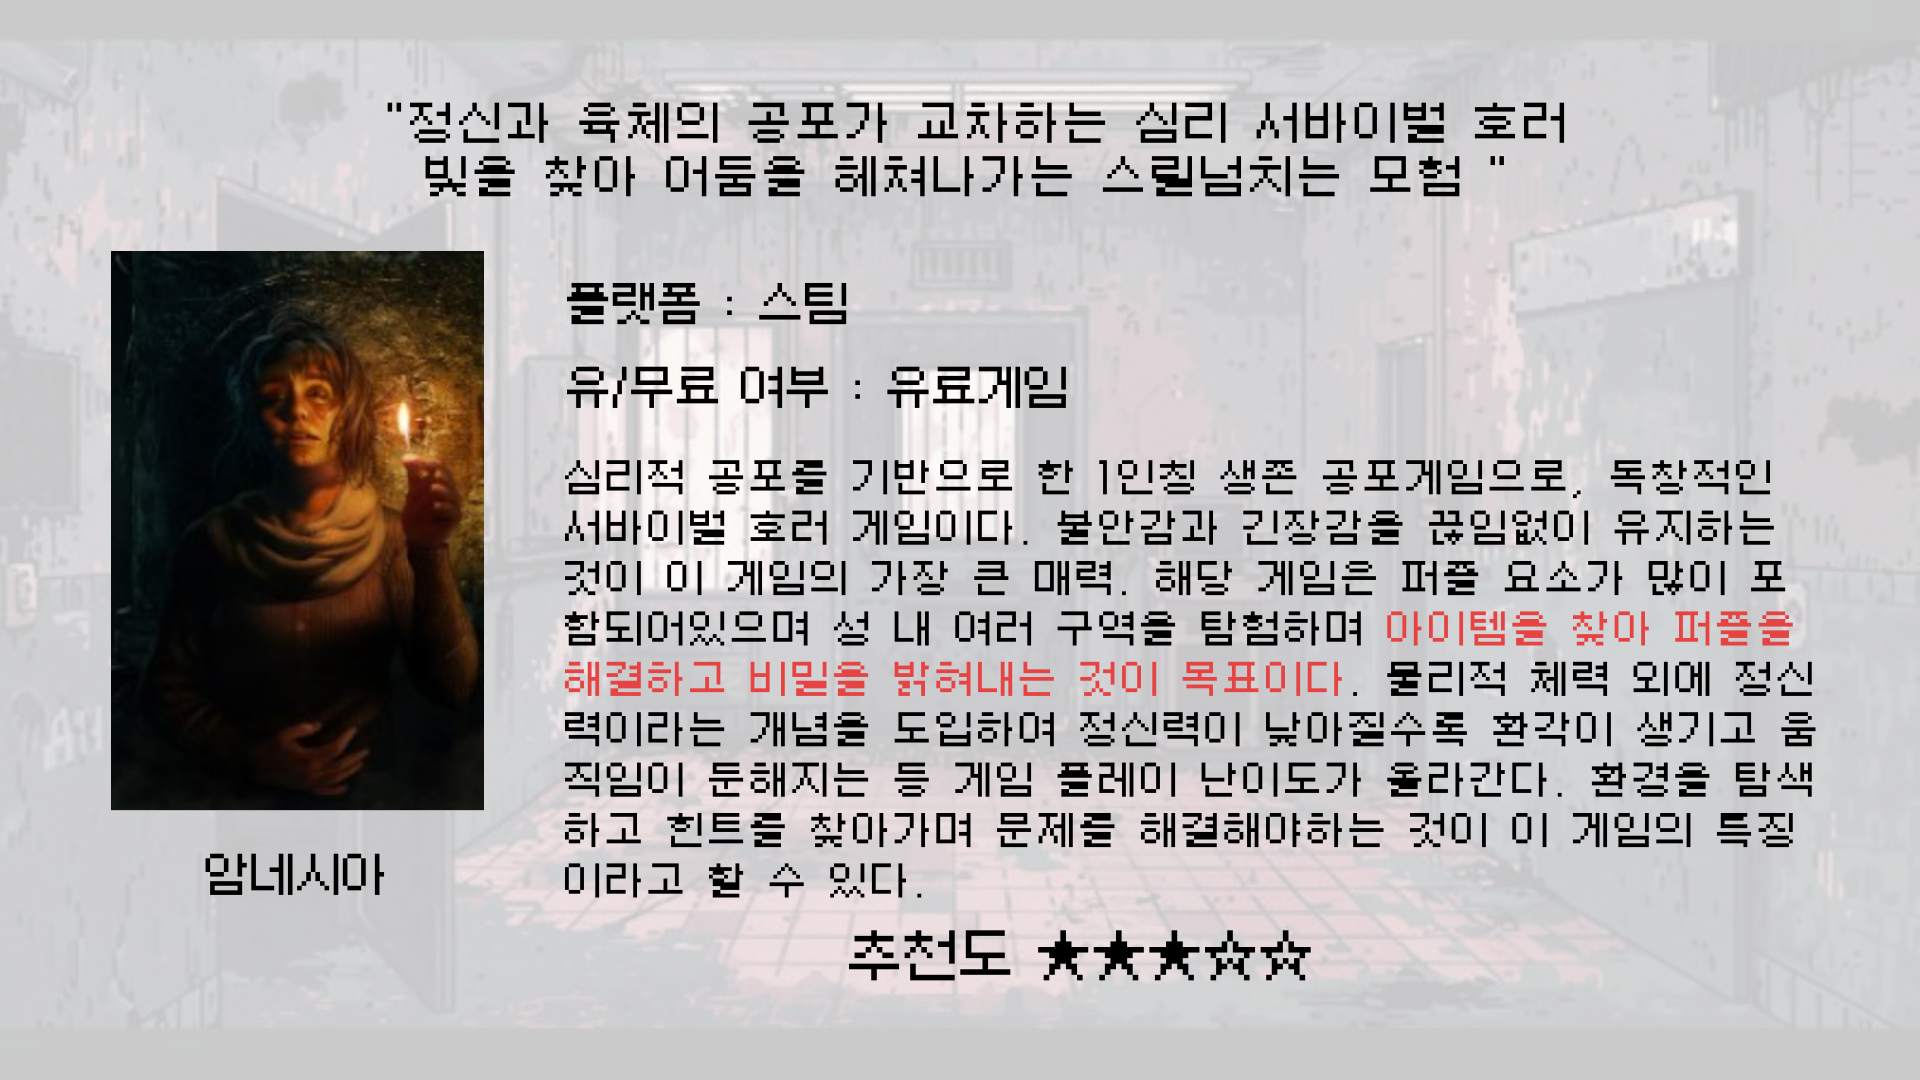 "정신과 육체의 공포가 교차하는 심리 서바이벌 호러
빛을 찾아 어둠을 헤쳐나가는 스릴넘치는 모험 "
플랫폼 : 스팀
유/무료 여부 : 유료게임
심리적 공포를 기반으로 한 1인칭 생존 공포게임으로, 독창적인
서바이벌 호러 게임이다. 불안감과 긴장감을 끊임없이 유지하는
것이 이 게임의 가장 큰 매력. 해당 게임은 퍼즐 요소가 많이 포
함되어있으며 성 내 여러 구역을 탐험하며 아이템을 찾아 퍼즐을
해결하고 비밀을 밝혀내는 것이 목표이다. 물리적 체력 외에 정신
력이라는 개념을 도입하여 정신력이 낮아질수록 환각이 생기고 움
직임이 둔해지는 등 게임 플레이 난이도가 올라간다. 환경을 탐색
하고 힌트를 찾아가며 문제를 해결해야하는 것이 이 게임의 특징
이라고 할 수 있다.
암네시아
추천도 ★★★☆☆